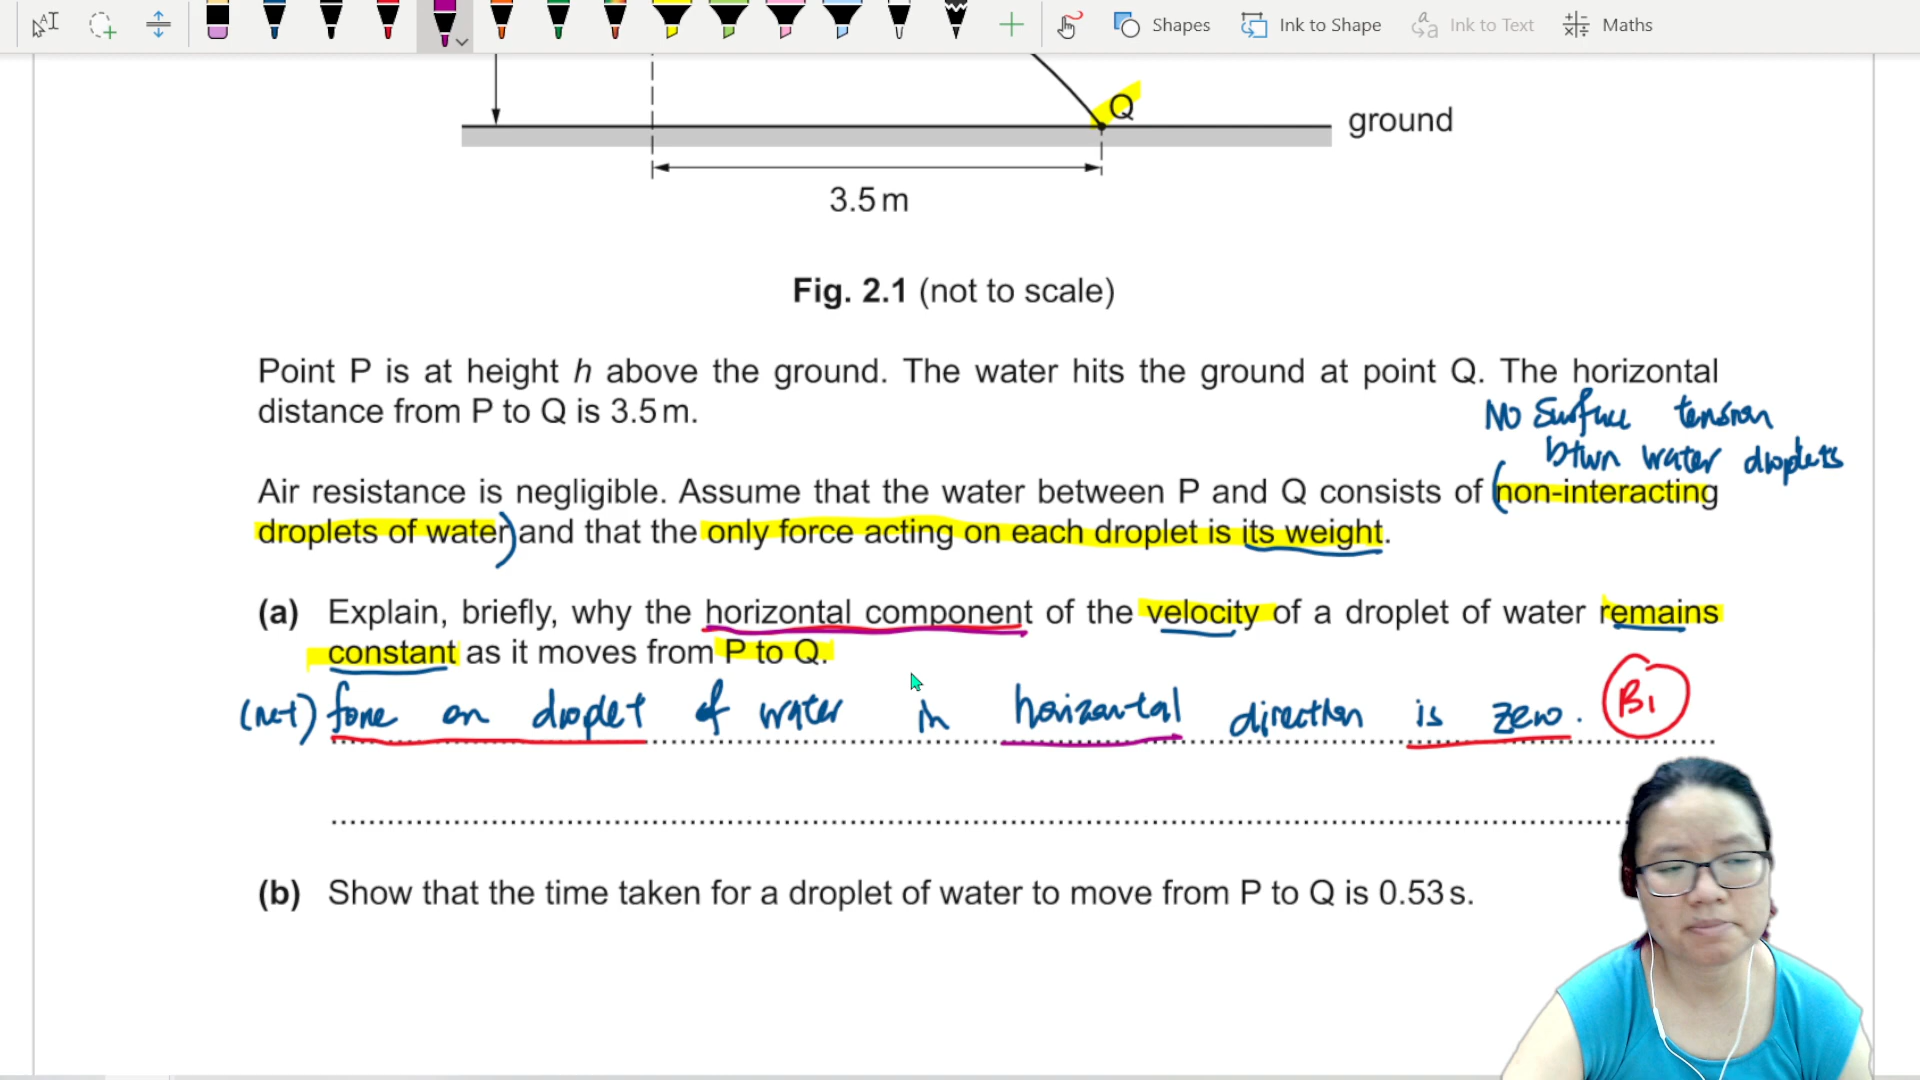 Shapes Ink to Shape Ink to Text Maths
Q
ground
3.5 m
Fig. 2.1 (not to scale)
Point P is at height h above the ground. The water hits the ground at point Q. The horizontal
distance from P to Q is 3.5 m.
No Surface tension
btwn water droplets
Air resistance is negligible. Assume that the water between P and Q consists of (non-interacting
droplets of water) and that the only force acting on each droplet is its weight.
(a) Explain, briefly, why the horizontal component of the velocity of a droplet of water remains
constant as it moves from P to Q.
(net) force on droplet of water in horizontal direction is zero. B1
(b) Show that the time taken for a droplet of water to move from P to Q is 0.53 s.